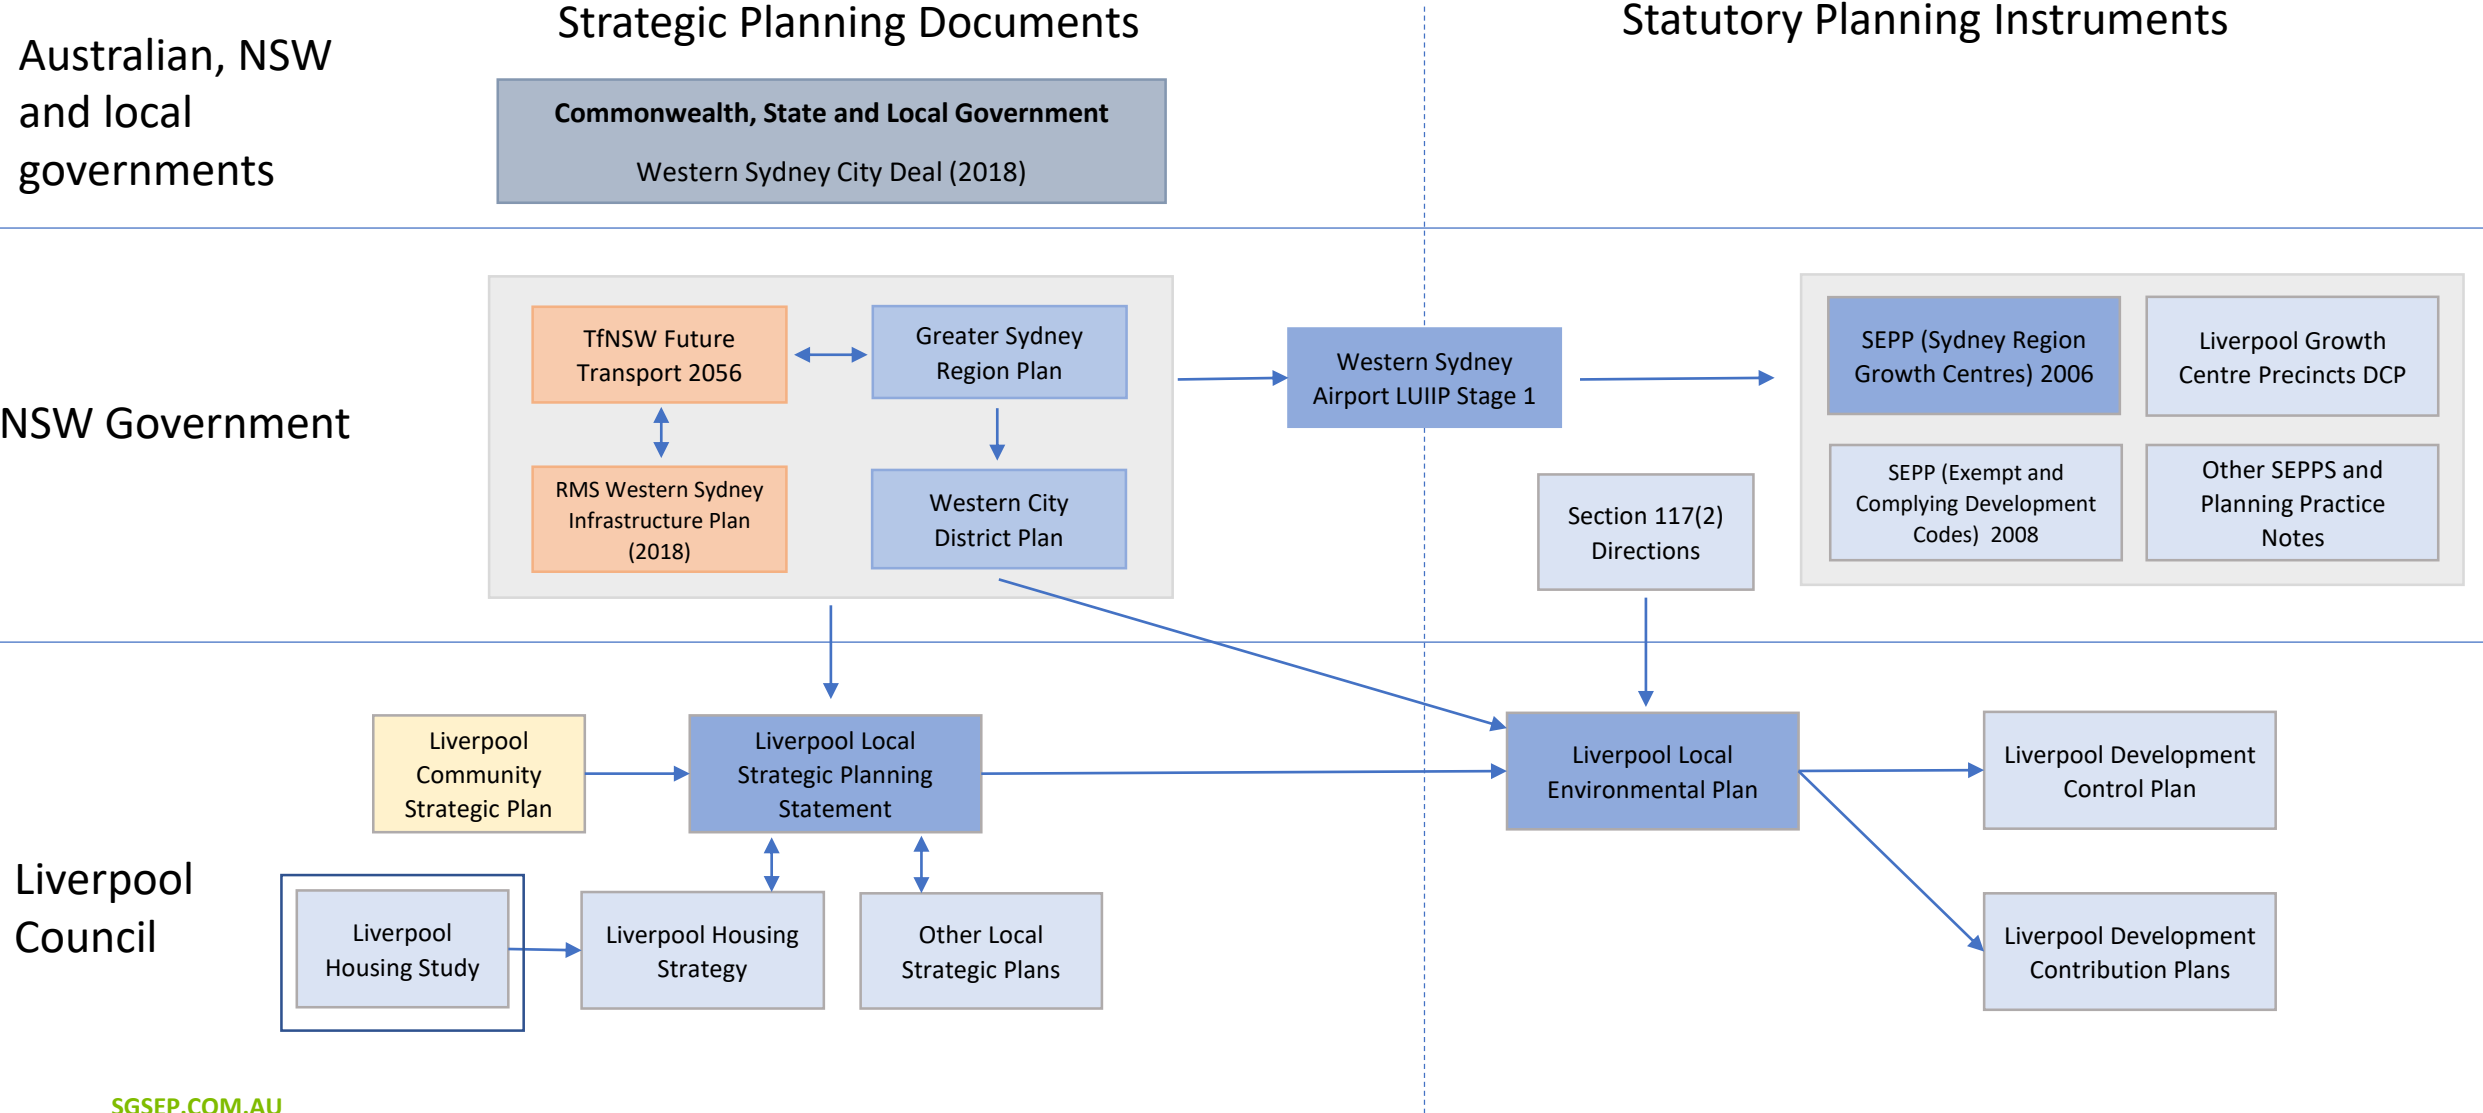 Strategic Planning Documents
Statutory Planning Instruments
Australian, NSW
and local
governments
Commonwealth, State and Local Government
Western Sydney City Deal (2018)
NSW Government
TfNSW Future
Transport 2056
Greater Sydney
Region Plan
RMS Western Sydney
Infrastructure Plan
(2018)
Western City
District Plan
Western Sydney
Airport LUIIP Stage 1
SEPP (Sydney Region
Growth Centres) 2006
Liverpool Growth
Centre Precincts DCP
SEPP (Exempt and
Complying Development
Codes) 2008
Other SEPPS and
Planning Practice
Notes
Section 117(2)
Directions
Liverpool
Council
Liverpool
Community
Strategic Plan
Liverpool Local
Strategic Planning
Statement
Liverpool Local
Environmental Plan
Liverpool Development
Control Plan
Liverpool
Housing Study
Liverpool Housing
Strategy
Other Local
Strategic Plans
Liverpool Development
Contribution Plans
SGSEP.COM.AU